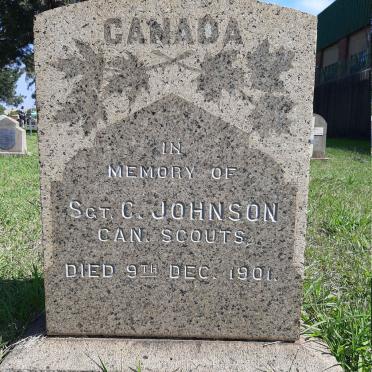 CANADA
IN
MEMORY OF
SGT. C. JOHNSON
CAN. SCOUTS.
DIED 9TH DEC. 1901.